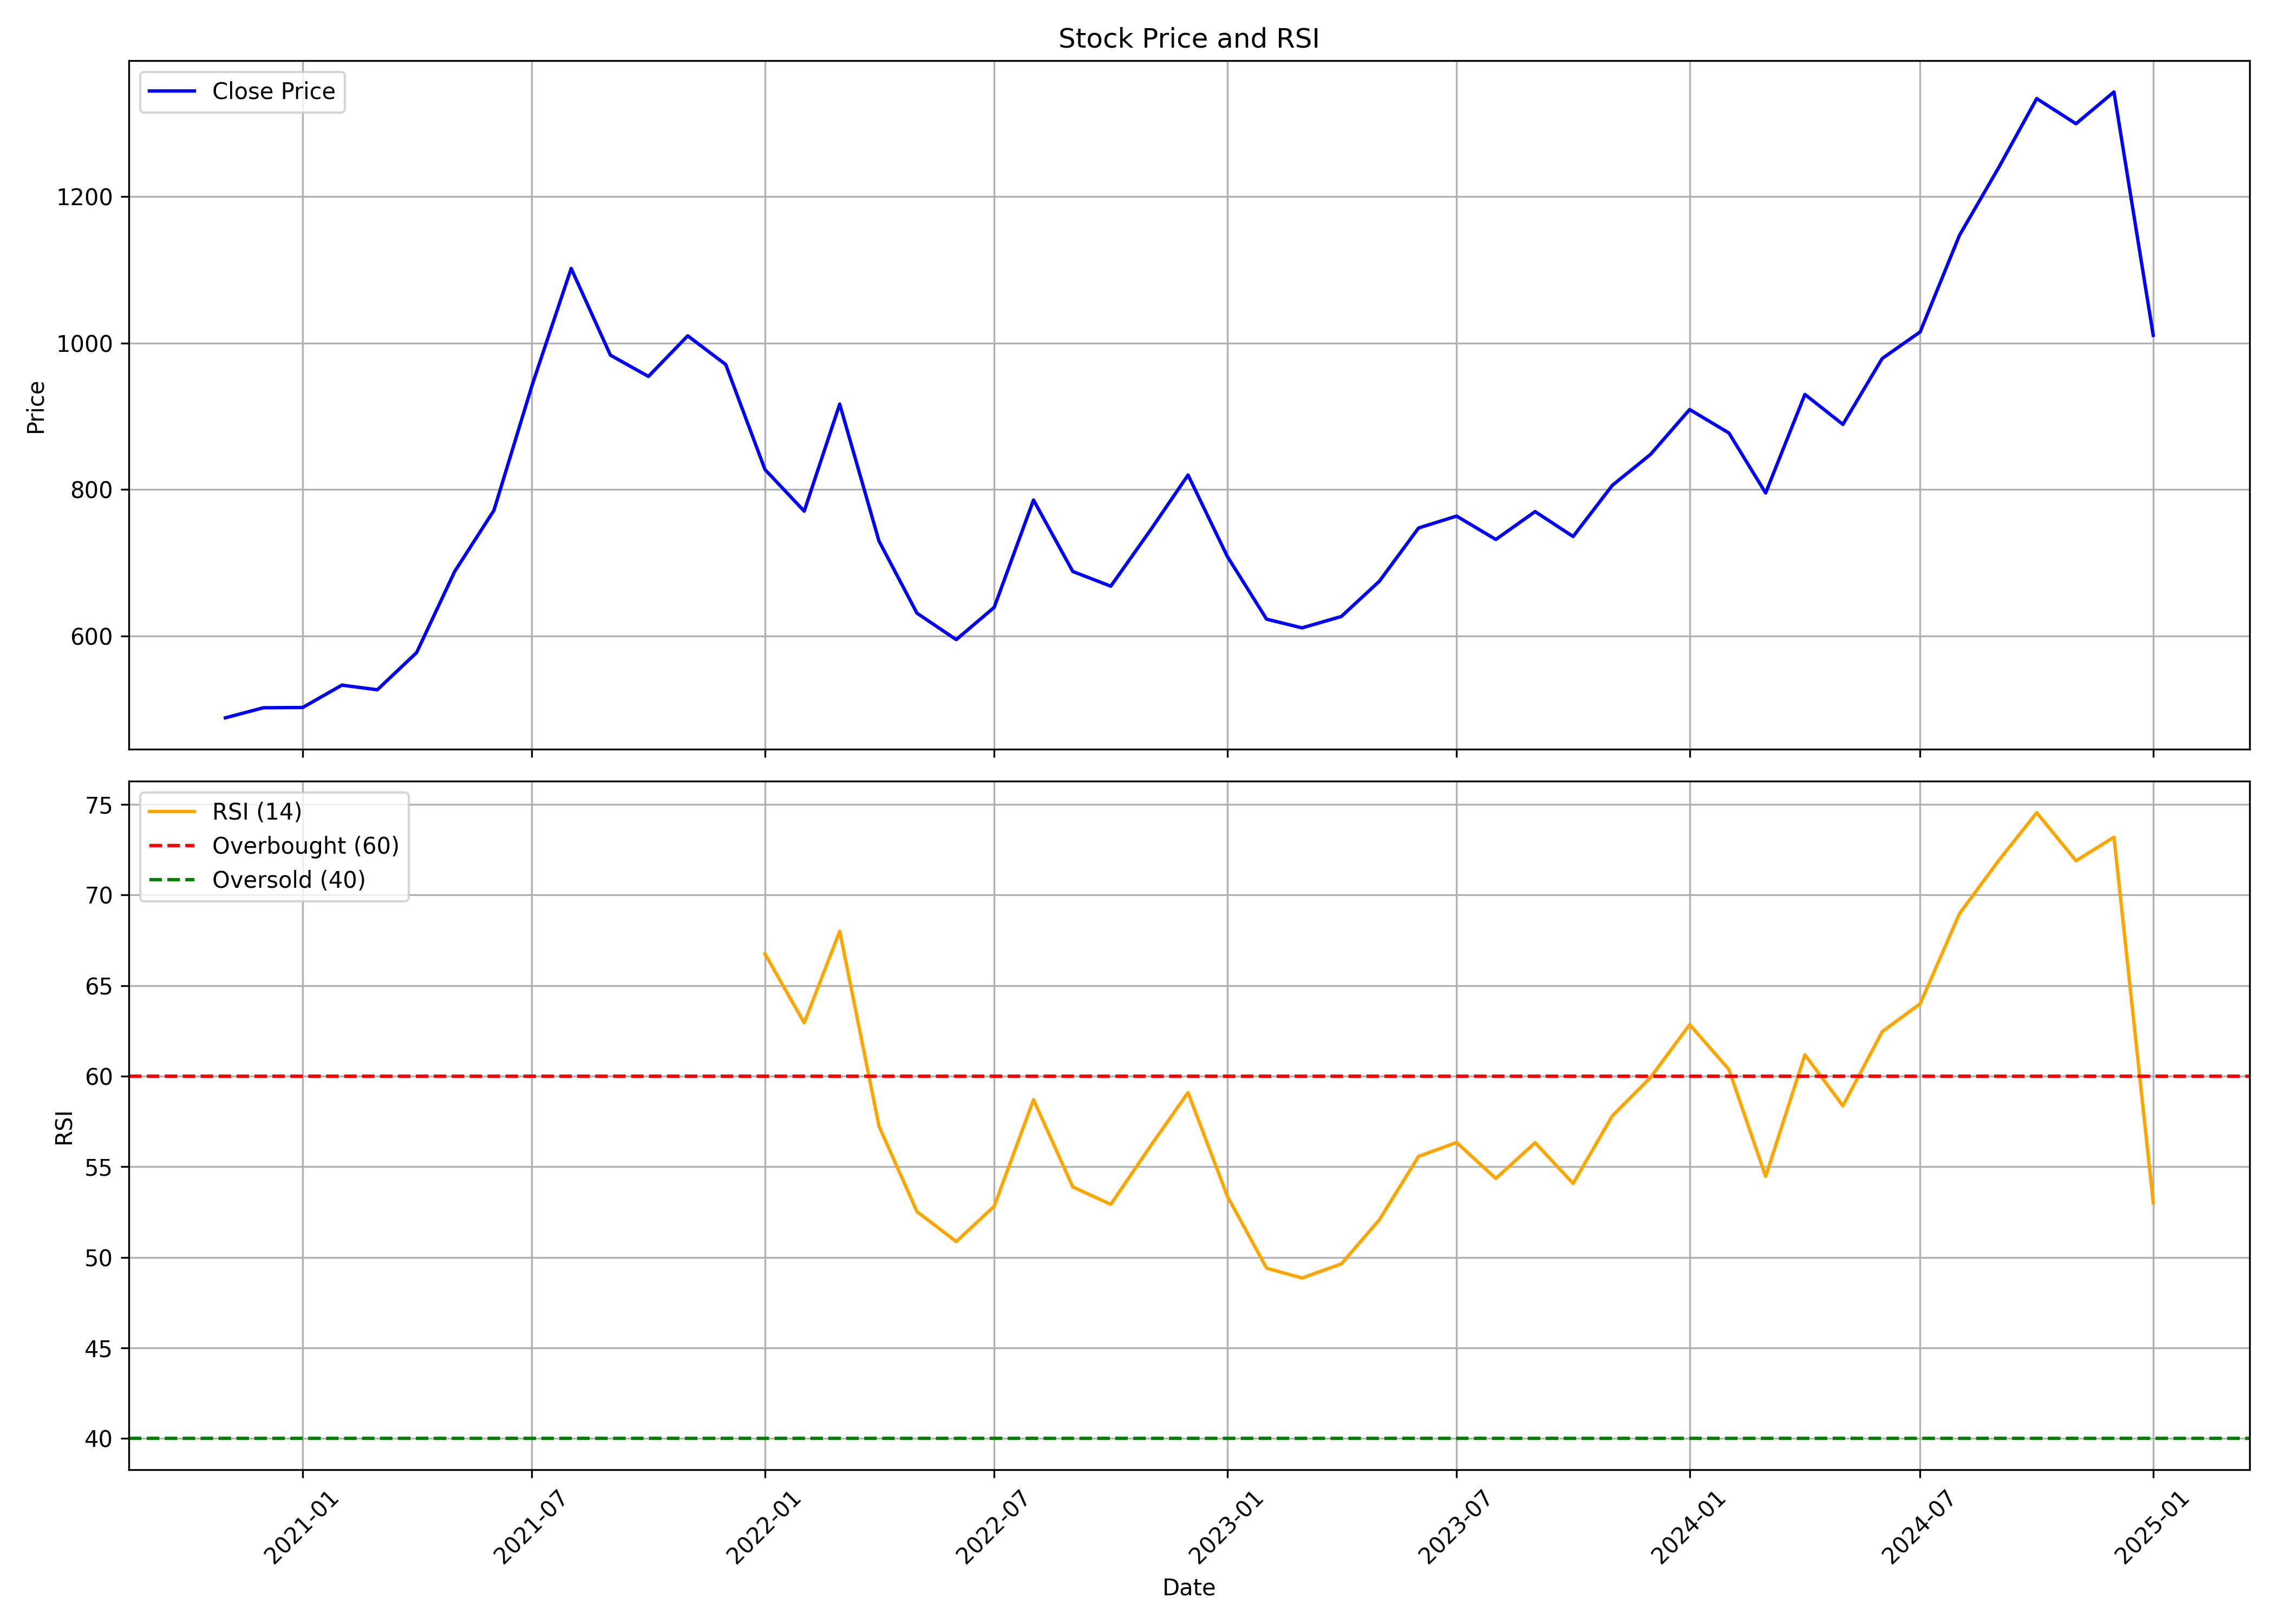 Stock Price and RSI
Close Price
1200
1000
800
600
Price
75
70
65
60
55
50
45
40
RSI
RSI (14)
Overbought (60)
Oversold (40)
2021-01
2021-07
2022-01
2022-07
2023-01
2023-07
2024-01
2024-07
2025-01
Date